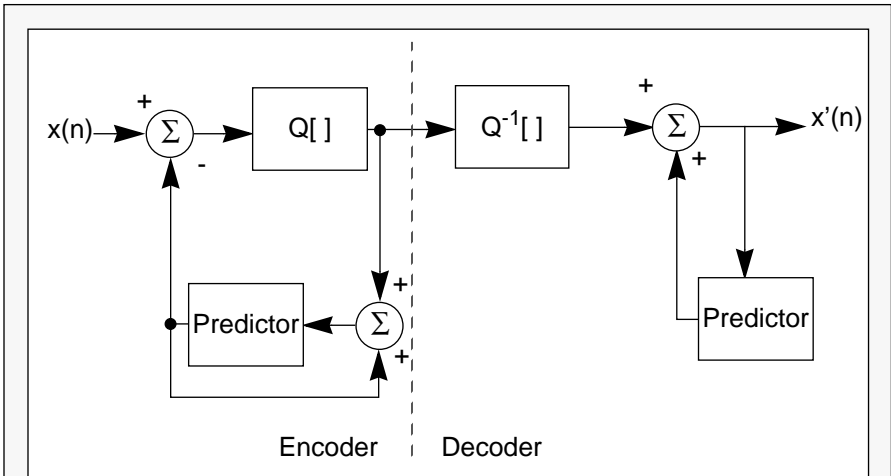 +
x(n)
Σ
-
Q[ ]
Q⁻¹[ ]
+
Σ
+
x'(n)
+
Predictor
Σ
+
Predictor
Encoder
Decoder